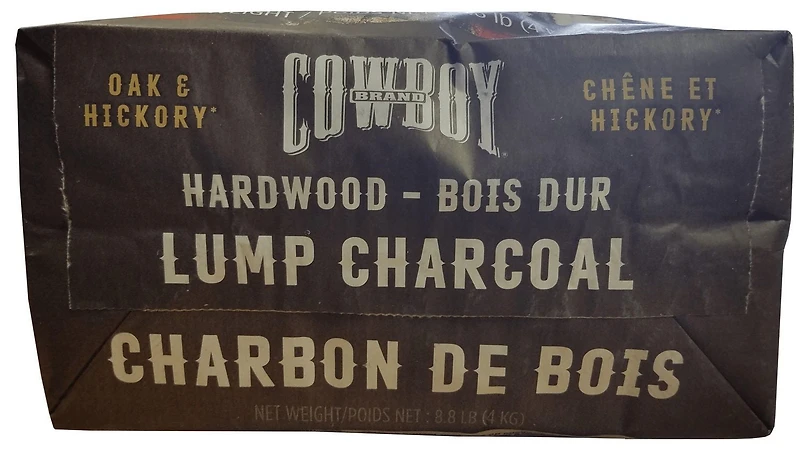 OAK &
HICKORY*
COWBOY
BRAND
CHÊNE ET
HICKORY*
HARDWOOD – BOIS DUR
LUMP CHARCOAL
CHARBON DE BOIS
NET WEIGHT/POIDS NET : 8.8 LB (4 KG)